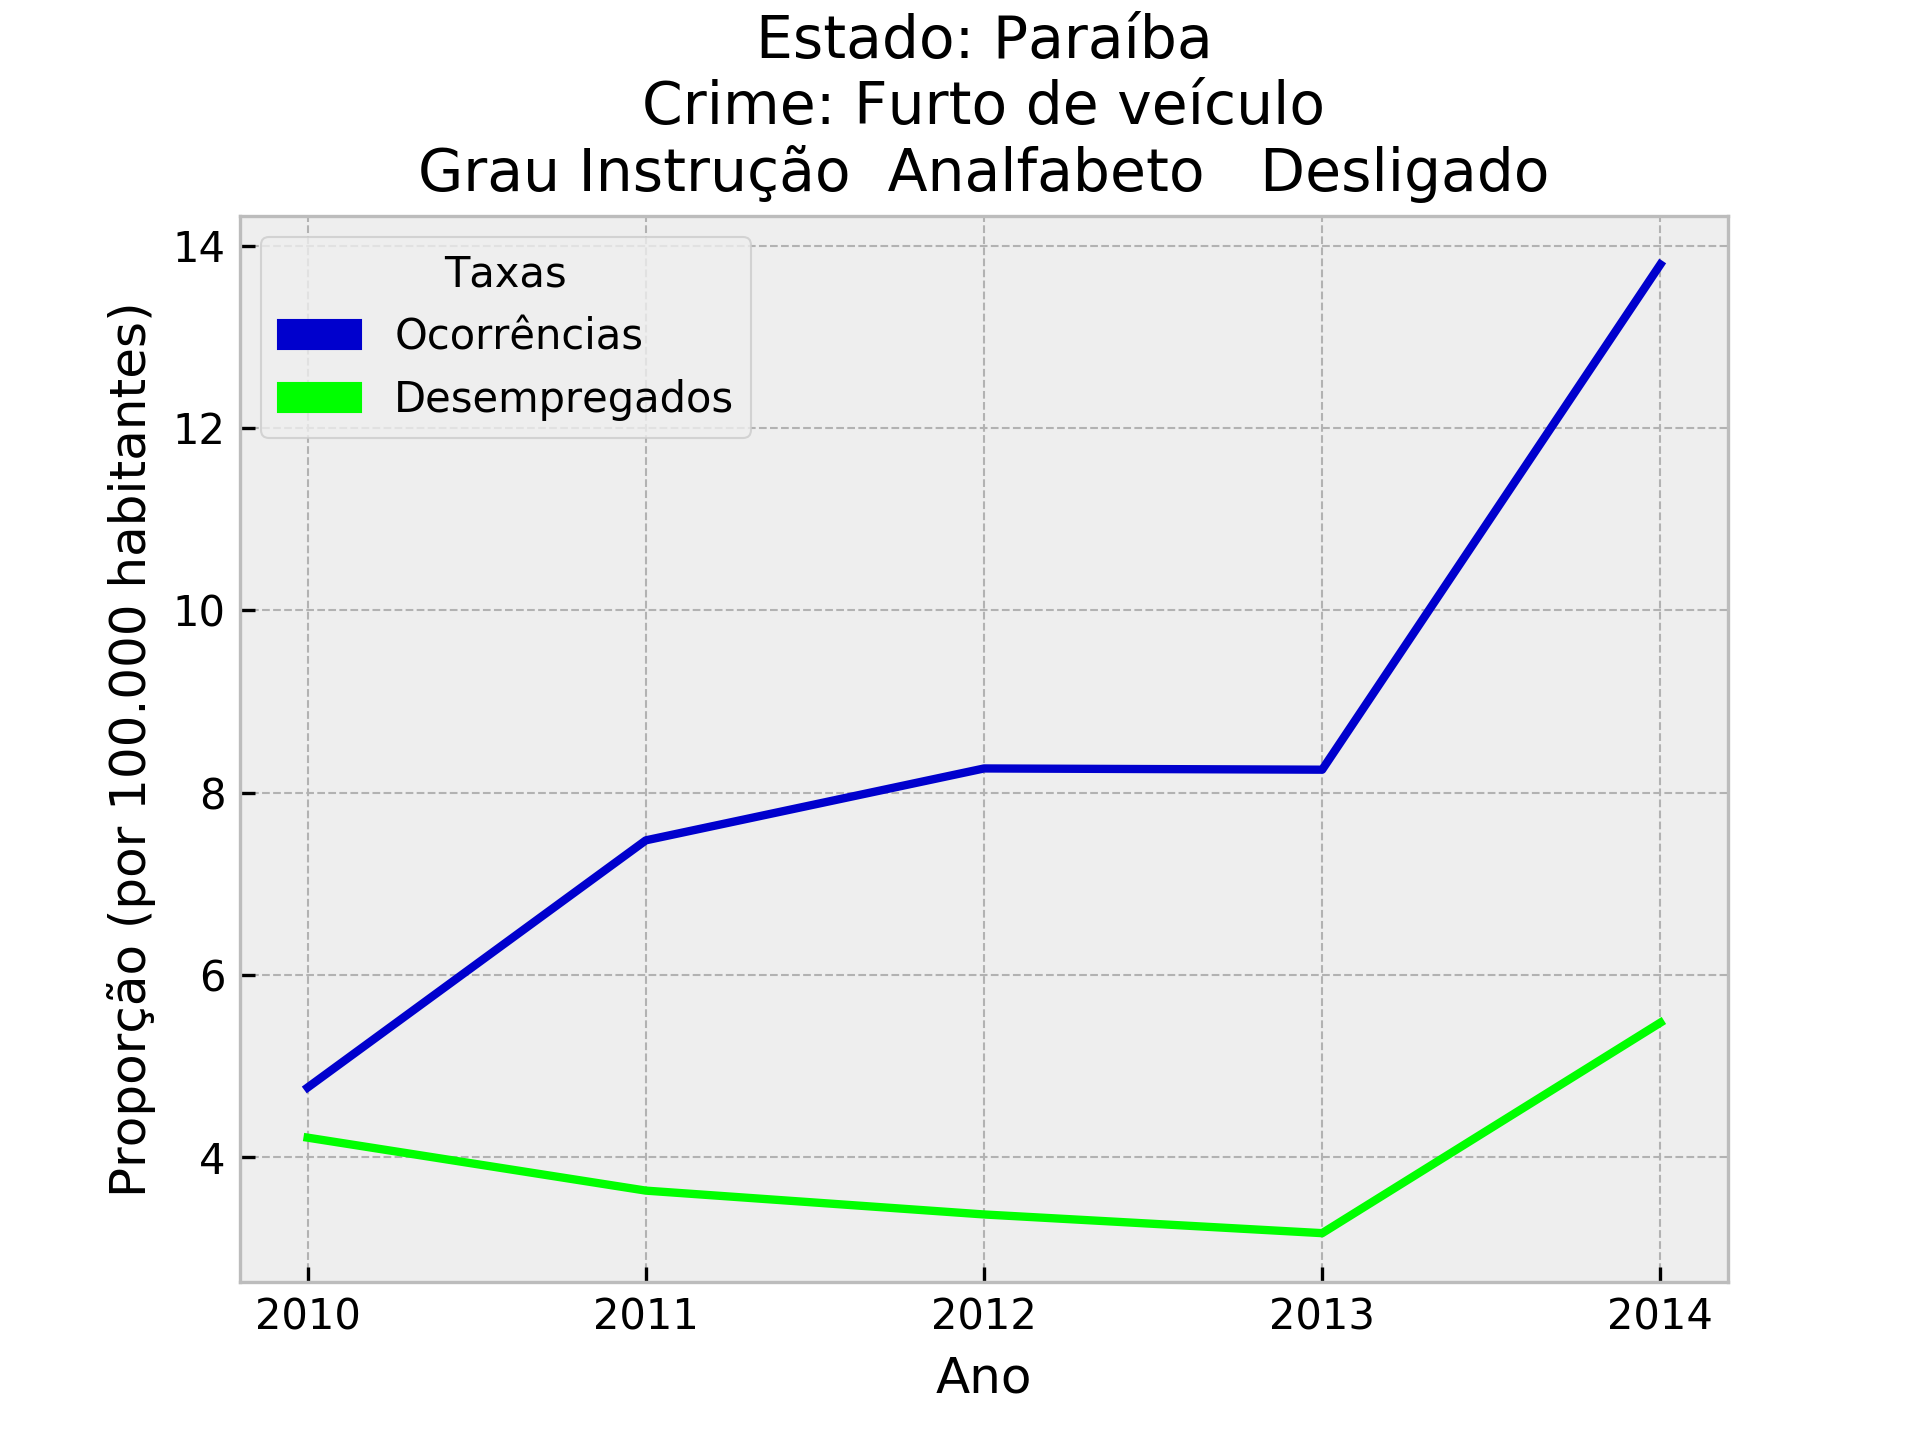 Estado: Paraíba
Crime: Furto de veículo
Grau Instrução  Analfabeto   Desligado
Taxas
Ocorrências
Desempregados
Proporção (por 100.000 habitantes)
14
12
10
8
6
4
2010 2011 2012 2013 2014
Ano